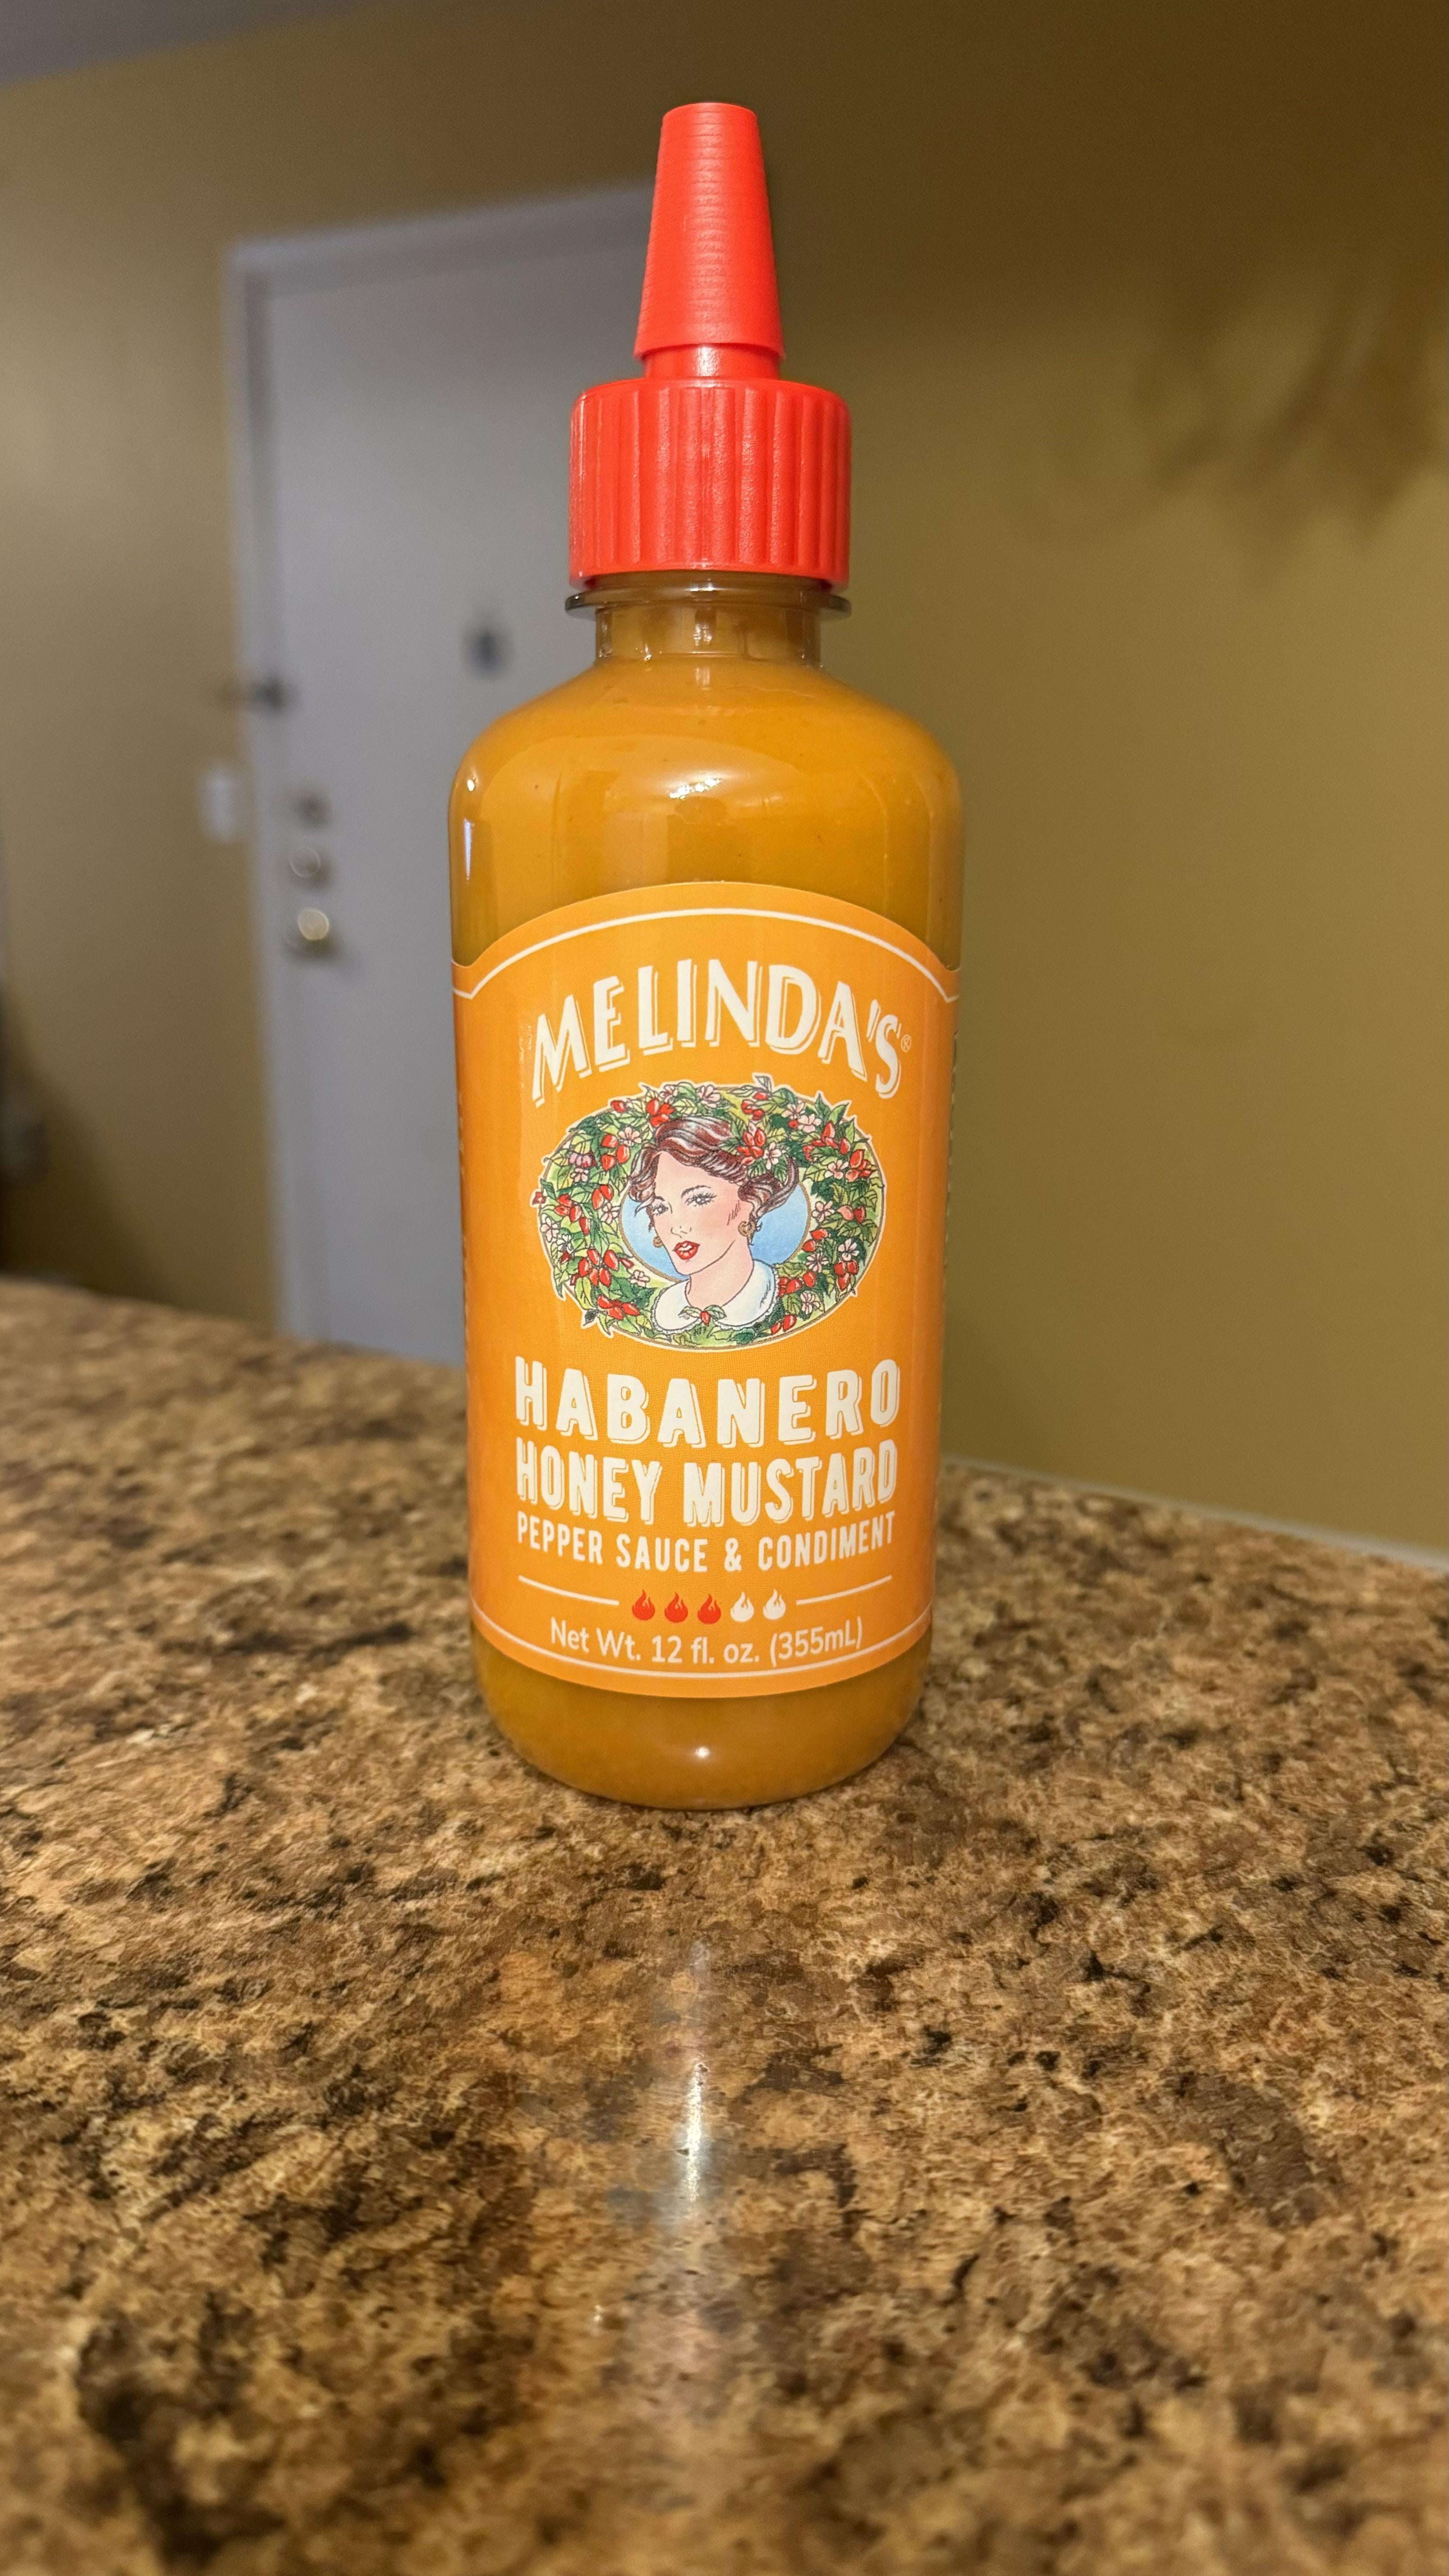 MELINDA'S®
HABANERO
HONEY MUSTARD
PEPPER SAUCE & CONDIMENT
Net Wt. 12 fl. oz. (355mL)